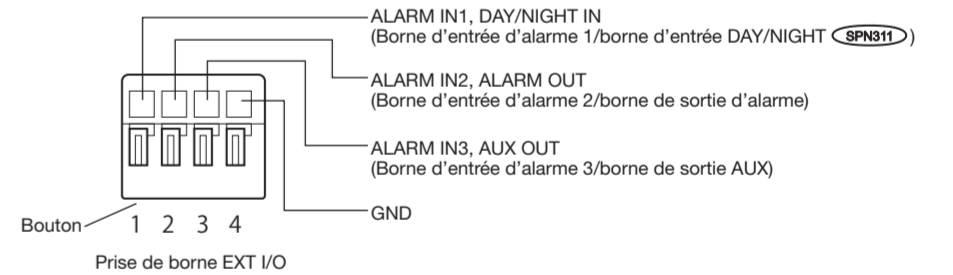 ALARM IN1, DAY/NIGHT IN
(Borne d'entrée d'alarme 1/borne d'entrée DAY/NIGHT SPN311 )
ALARM IN2, ALARM OUT
(Borne d'entrée d'alarme 2/borne de sortie d'alarme)
ALARM IN3, AUX OUT
(Borne d'entrée d'alarme 3/borne de sortie AUX)
GND
Bouton
1 2 3 4
Prise de borne EXT I/O